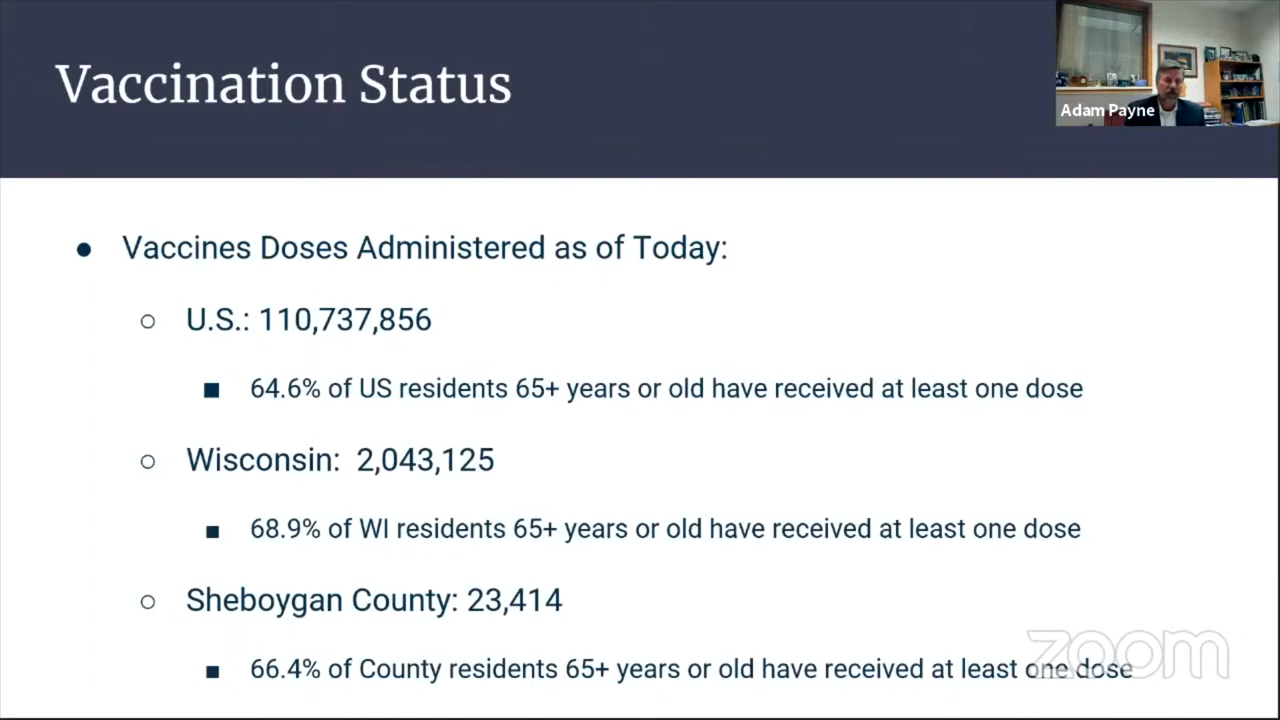 Vaccination Status
Adam Payne
● Vaccines Doses Administered as of Today:
○ U.S.: 110,737,856
■ 64.6% of US residents 65+ years or old have received at least one dose
○ Wisconsin: 2,043,125
■ 68.9% of WI residents 65+ years or old have received at least one dose
○ Sheboygan County: 23,414
■ 66.4% of County residents 65+ years or old have received at least one dose
zoom